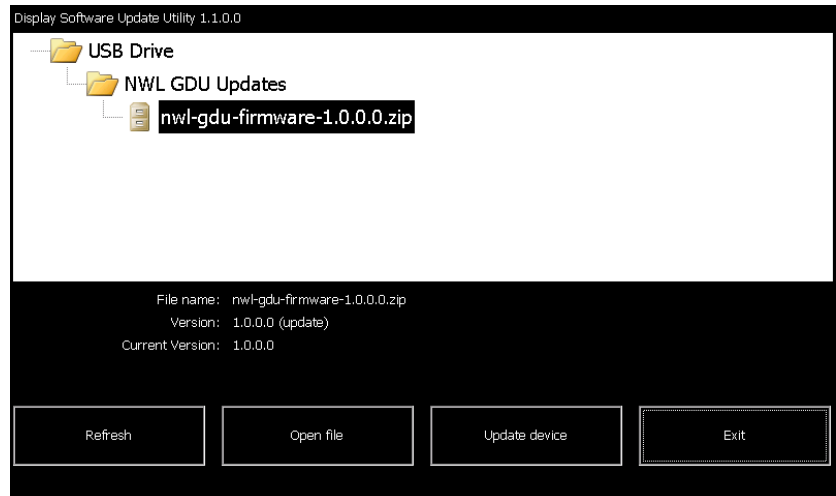 Display Software Update Utility 1.1.0.0
USB Drive
NWL GDU Updates
nwl-gdu-firmware-1.0.0.0.zip
File name: nwl-gdu-firmware-1.0.0.0.zip
Version: 1.0.0.0 (update)
Current Version: 1.0.0.0
Refresh Open file Update device Exit